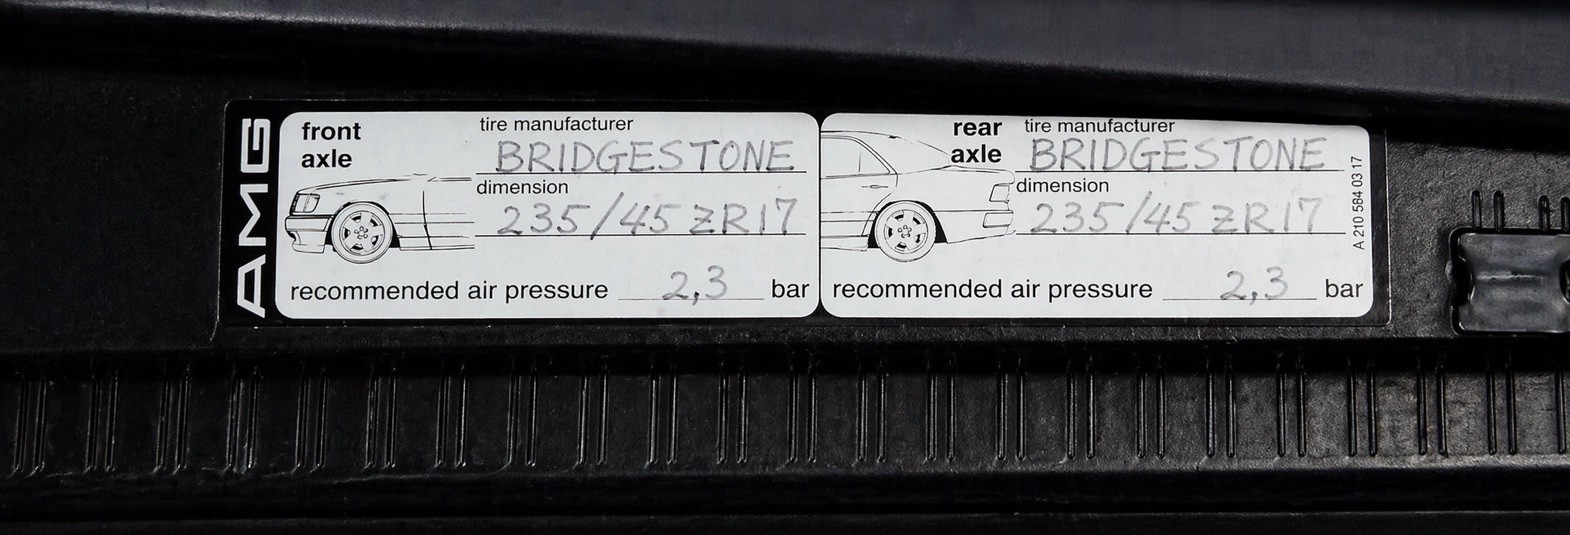 AMG
front
axle
tire manufacturer
BRIDGESTONE
dimension
235/45 ZR17
recommended air pressure 2,3 bar
rear
axle
tire manufacturer
BRIDGESTONE
dimension
235/45 ZR17
recommended air pressure 2,3 bar
A 210 584 03 17